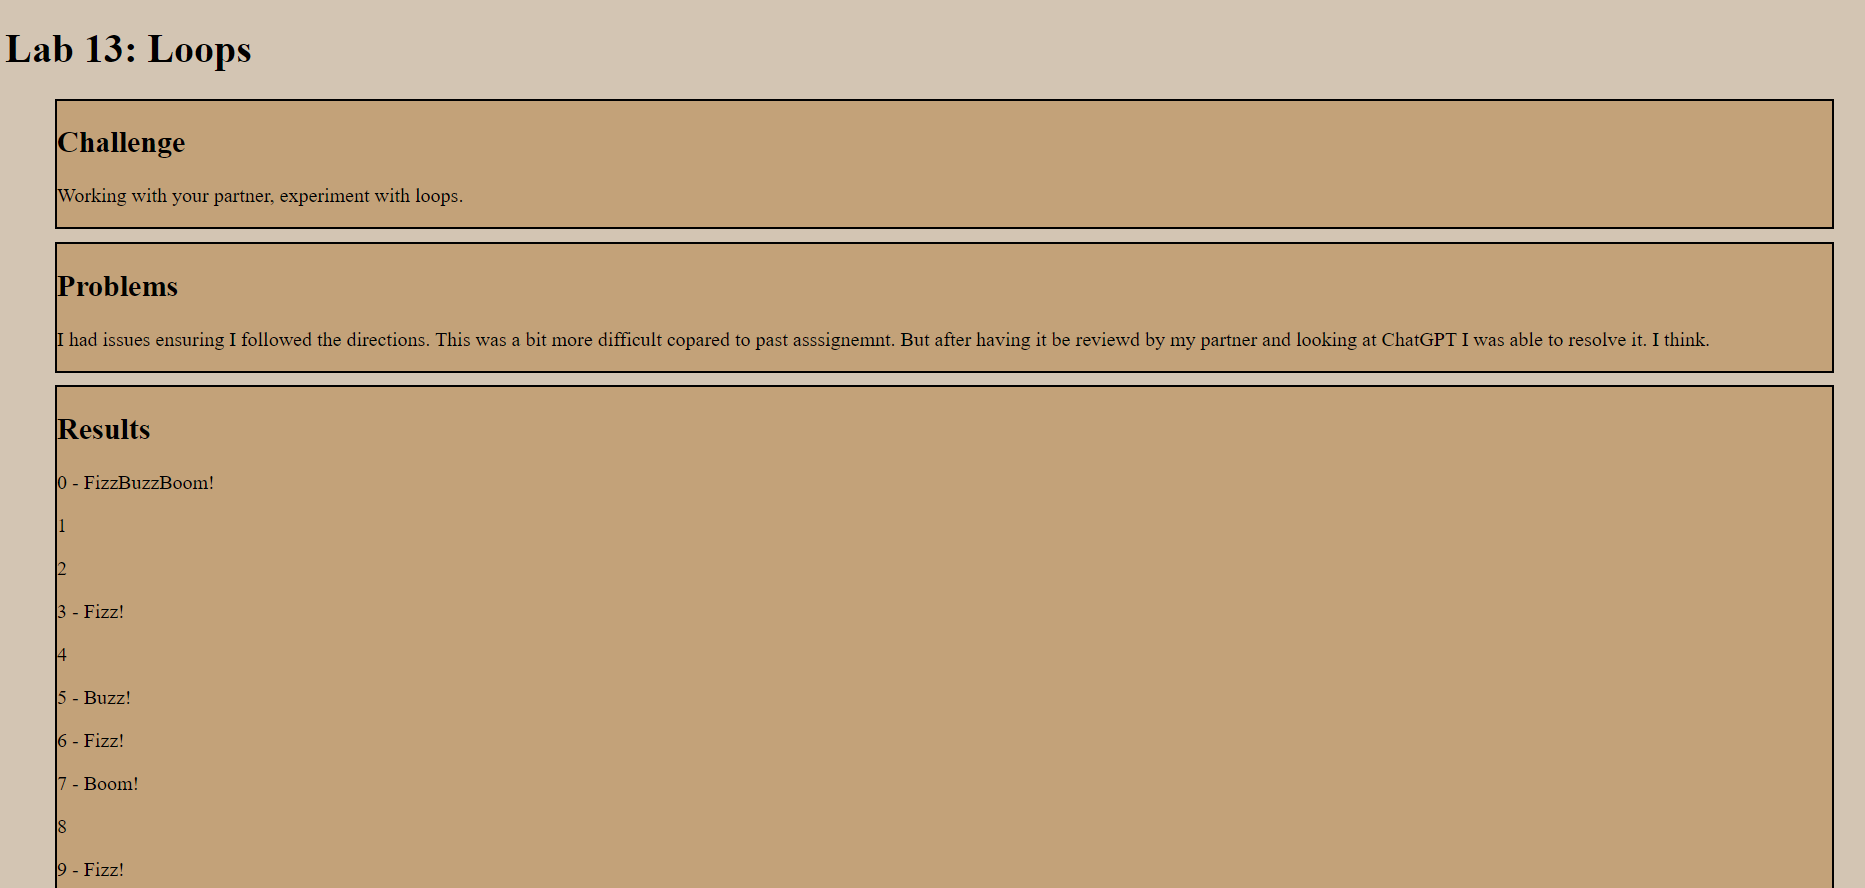 Lab 13: Loops
Challenge
Working with your partner, experiment with loops.
Problems
I had issues ensuring I followed the directions. This was a bit more difficult copared to past asssignemnt. But after having it be reviewd by my partner and looking at ChatGPT I was able to resolve it. I think.
Results
0 - FizzBuzzBoom!
1
2
3 - Fizz!
4
5 - Buzz!
6 - Fizz!
7 - Boom!
8
9 - Fizz!